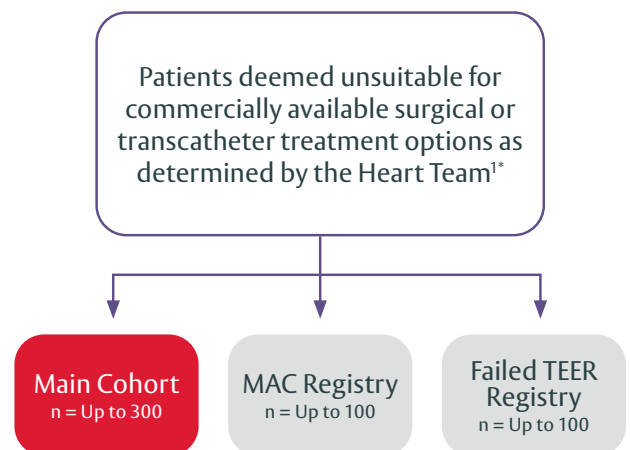 Patients deemed unsuitable for
commercially available surgical or
transcatheter treatment options as
determined by the Heart Team¹*
Main Cohort
n = Up to 300
MAC Registry
n = Up to 100
Failed TEER
Registry
n = Up to 100